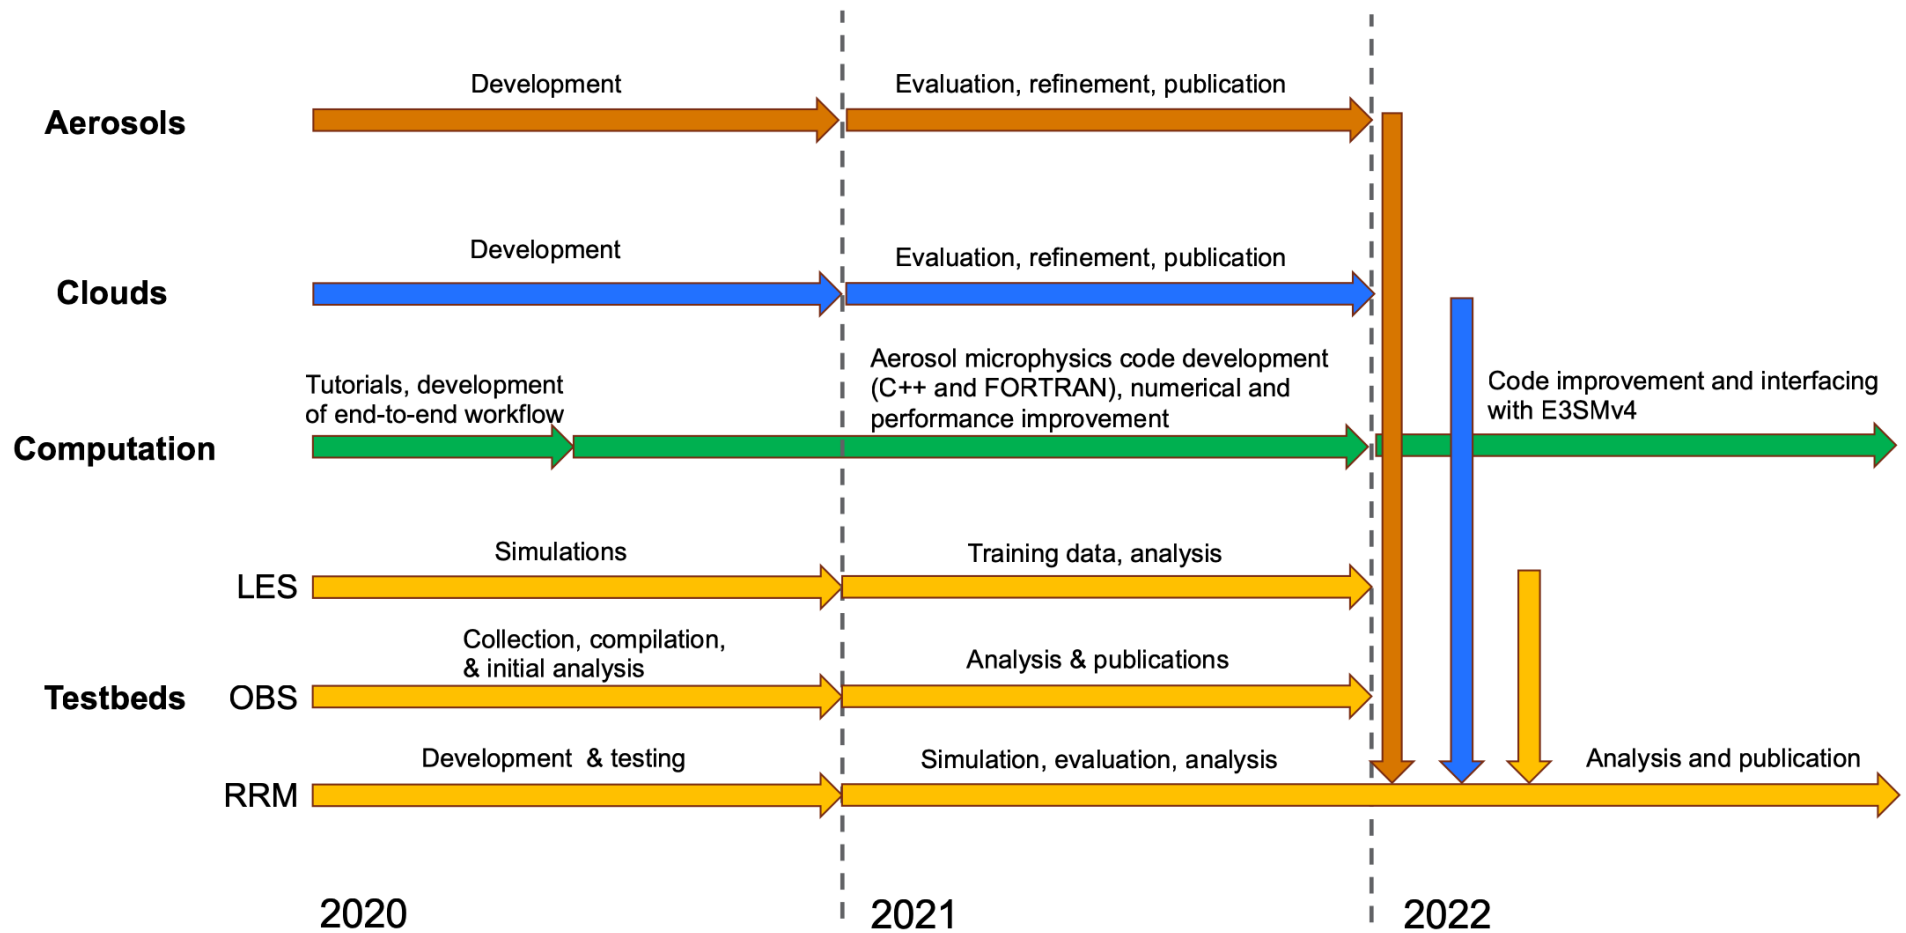 Development
Evaluation, refinement, publication
Aerosols
Development
Evaluation, refinement, publication
Clouds
Tutorials, development
of end-to-end workflow
Aerosol microphysics code development
(C++ and FORTRAN), numerical and
performance improvement
Code improvement and interfacing
with E3SMv4
Computation
Simulations
Training data, analysis
LES
Collection, compilation,
& initial analysis
Analysis & publications
Testbeds
OBS
Development & testing
Simulation, evaluation, analysis
Analysis and publication
RRM
2020
2021
2022